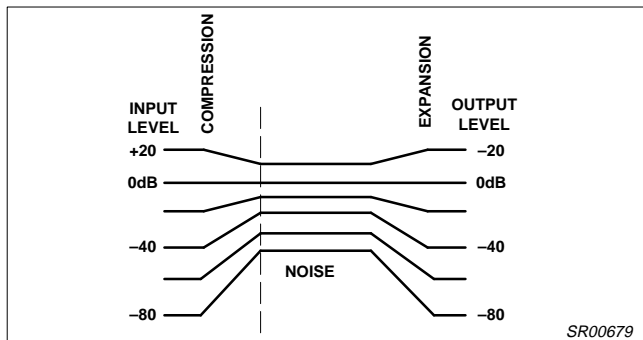 COMPRESSION
EXPANSION
INPUT
LEVEL
OUTPUT
LEVEL
+20
–20
0dB
0dB
–40
–40
NOISE
–80
–80
SR00679